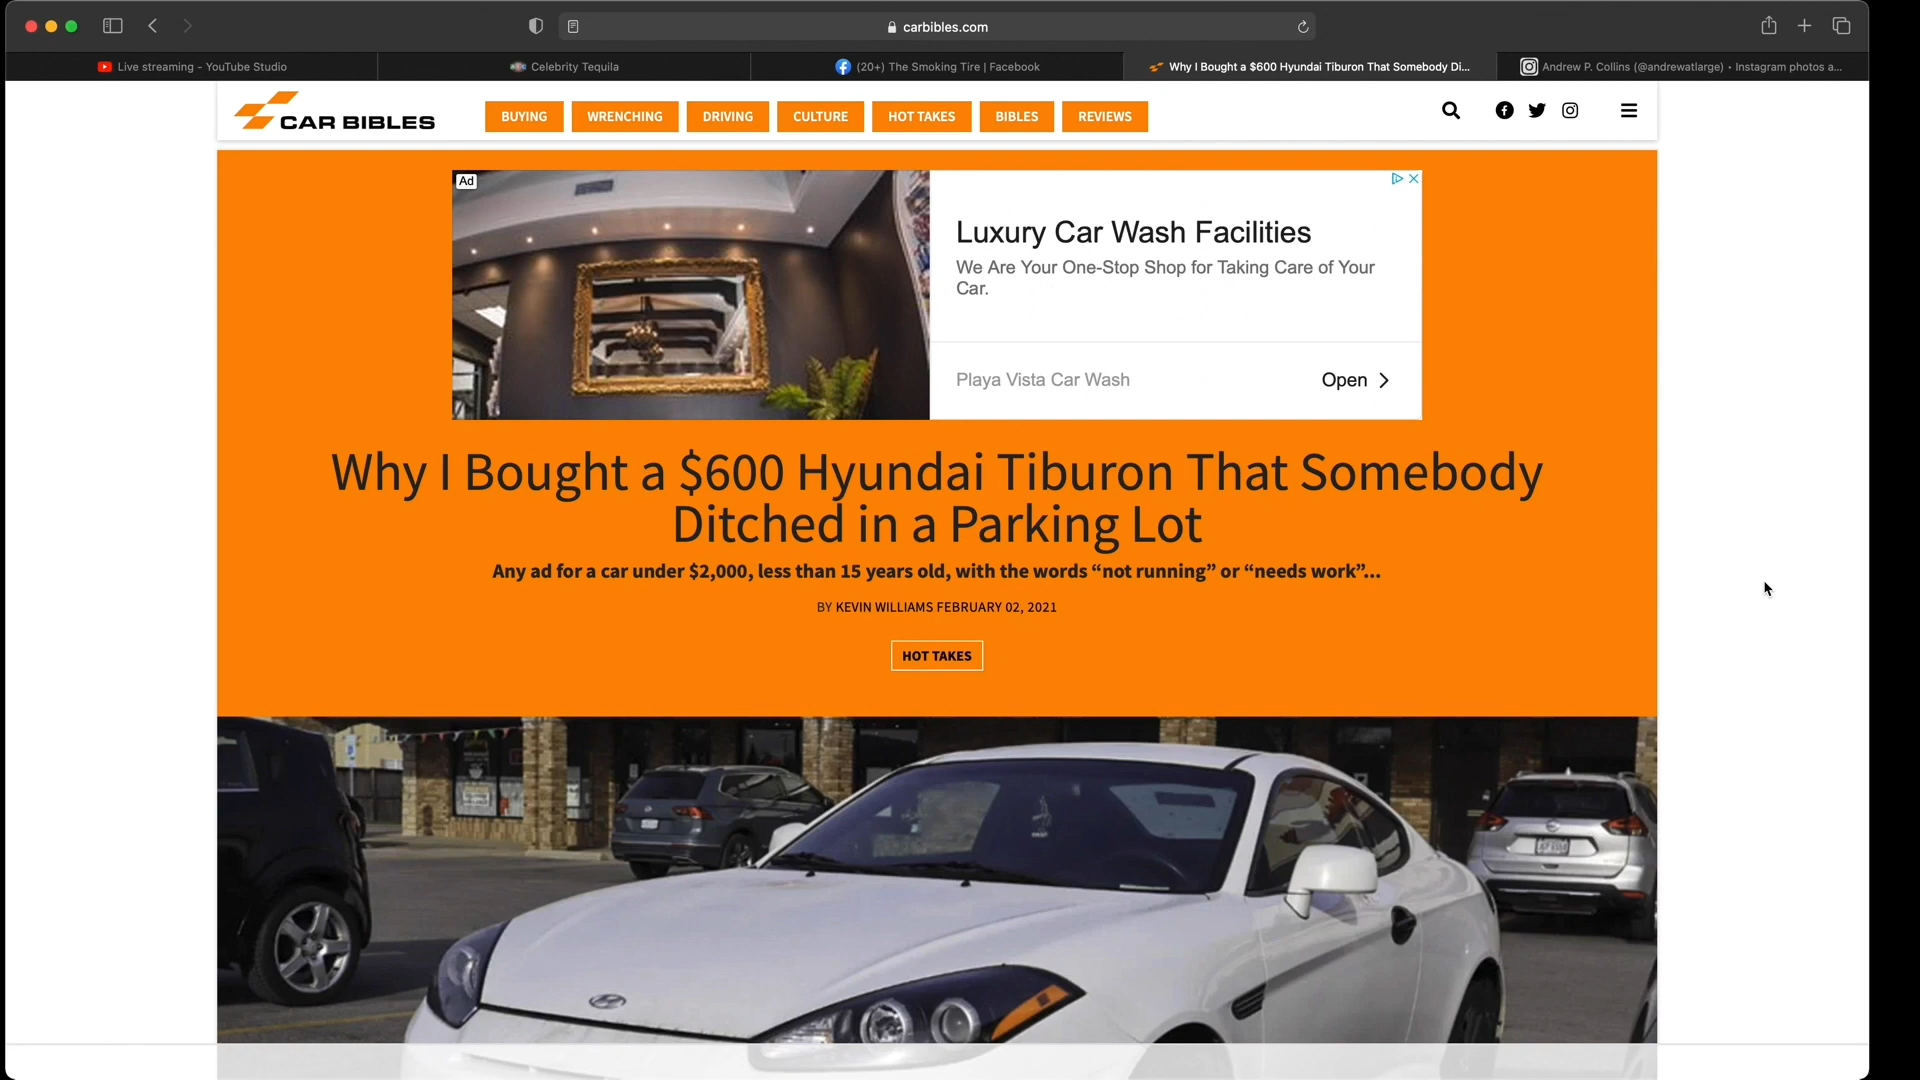 carbibles.com
Live streaming - YouTube Studio
Celebrity Tequila
(20+) The Smoking Tire | Facebook
Why I Bought a $600 Hyundai Tiburon That Somebody Di...
Andrew P. Collins (@andrewatlarge) • Instagram photos a...
CAR BIBLES
BUYING
WRENCHING
DRIVING
CULTURE
HOT TAKES
BIBLES
REVIEWS
Ad
Luxury Car Wash Facilities
We Are Your One-Stop Shop for Taking Care of Your
Car.
Playa Vista Car Wash
Open
Why I Bought a $600 Hyundai Tiburon That Somebody
Ditched in a Parking Lot
Any ad for a car under $2,000, less than 15 years old, with the words “not running” or “needs work”...
BY KEVIN WILLIAMS FEBRUARY 02, 2021
HOT TAKES